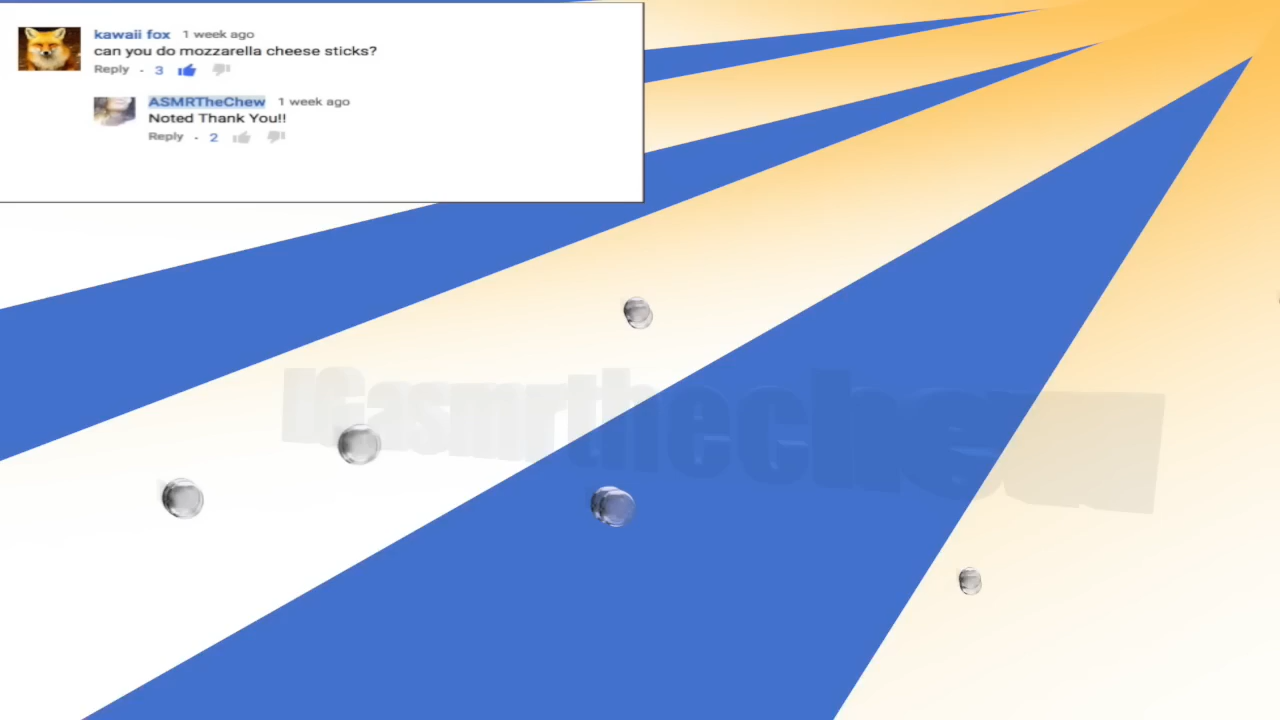 kawaii fox 1 week ago
can you do mozzarella cheese sticks?
Reply · 3
ASMRTheChew 1 week ago
Noted Thank You!!
Reply · 2
IGasmrthechew